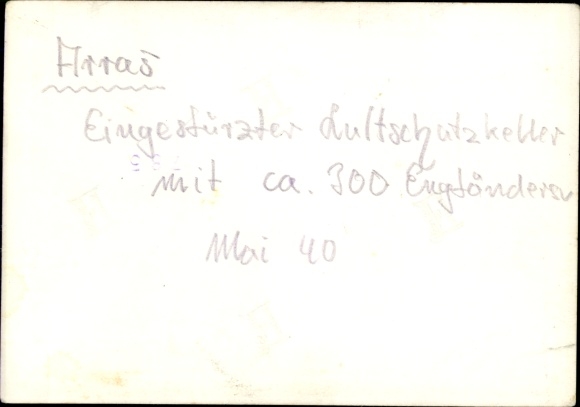 Arras
Eingestürzter Luftschutzkeller
mit ca. 300 Engländern
Mai 40